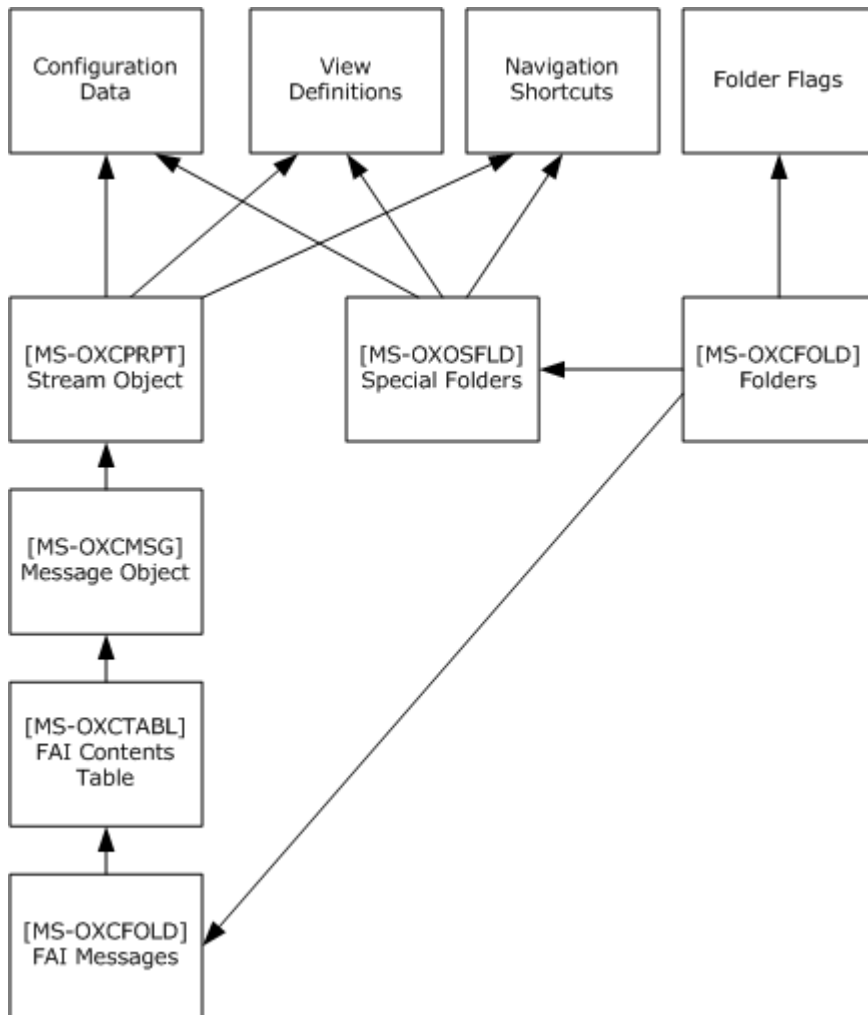 Configuration
Data
View
Definitions
Navigation
Shortcuts
Folder Flags
[MS-OXCPRPT]
Stream Object
[MS-OXOSFLD]
Special Folders
[MS-OXCFOLD]
Folders
[MS-OXCMSG]
Message Object
[MS-OXCTABL]
FAI Contents
Table
[MS-OXCFOLD]
FAI Messages